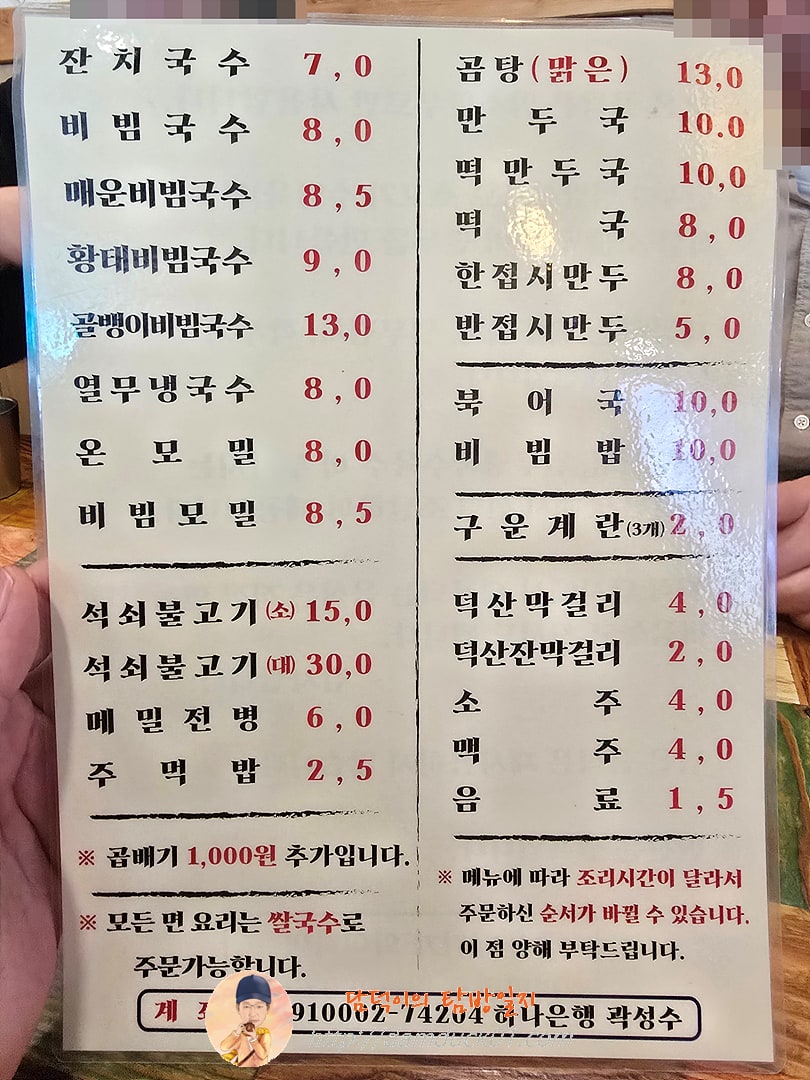 잔치국수 7,0
비빔국수 8,0
매운비빔국수 8,5
황태비빔국수 9,0
골뱅이비빔국수 13,0
열무냉국수 8,0
온모밀 8,0
비빔모밀 8,5
석쇠불고기(소) 15,0
석쇠불고기(대) 30,0
메밀전병 6,0
주먹밥 2,5
※ 곱배기 1,000원 추가입니다.
※ 모든 면 요리는 쌀국수로
주문가능합니다.
곰탕(맑은) 13,0
만두국 10.0
떡만두국 10,0
떡국 8,0
한접시만두 8,0
반접시만두 5,0
북어국 10,0
비빔밥 10,0
구운계란(3개) 2,0
덕산막걸리 4,0
덕산잔막걸리 2,0
소주 4,0
맥주 4,0
음료 1,5
※ 메뉴에 따라 조리시간이 달라서
주문하신 순서가 바뀔 수 있습니다.
이 점 양해 부탁드립니다.
계 910062-74204 하나은행 곽성수
탐방일지